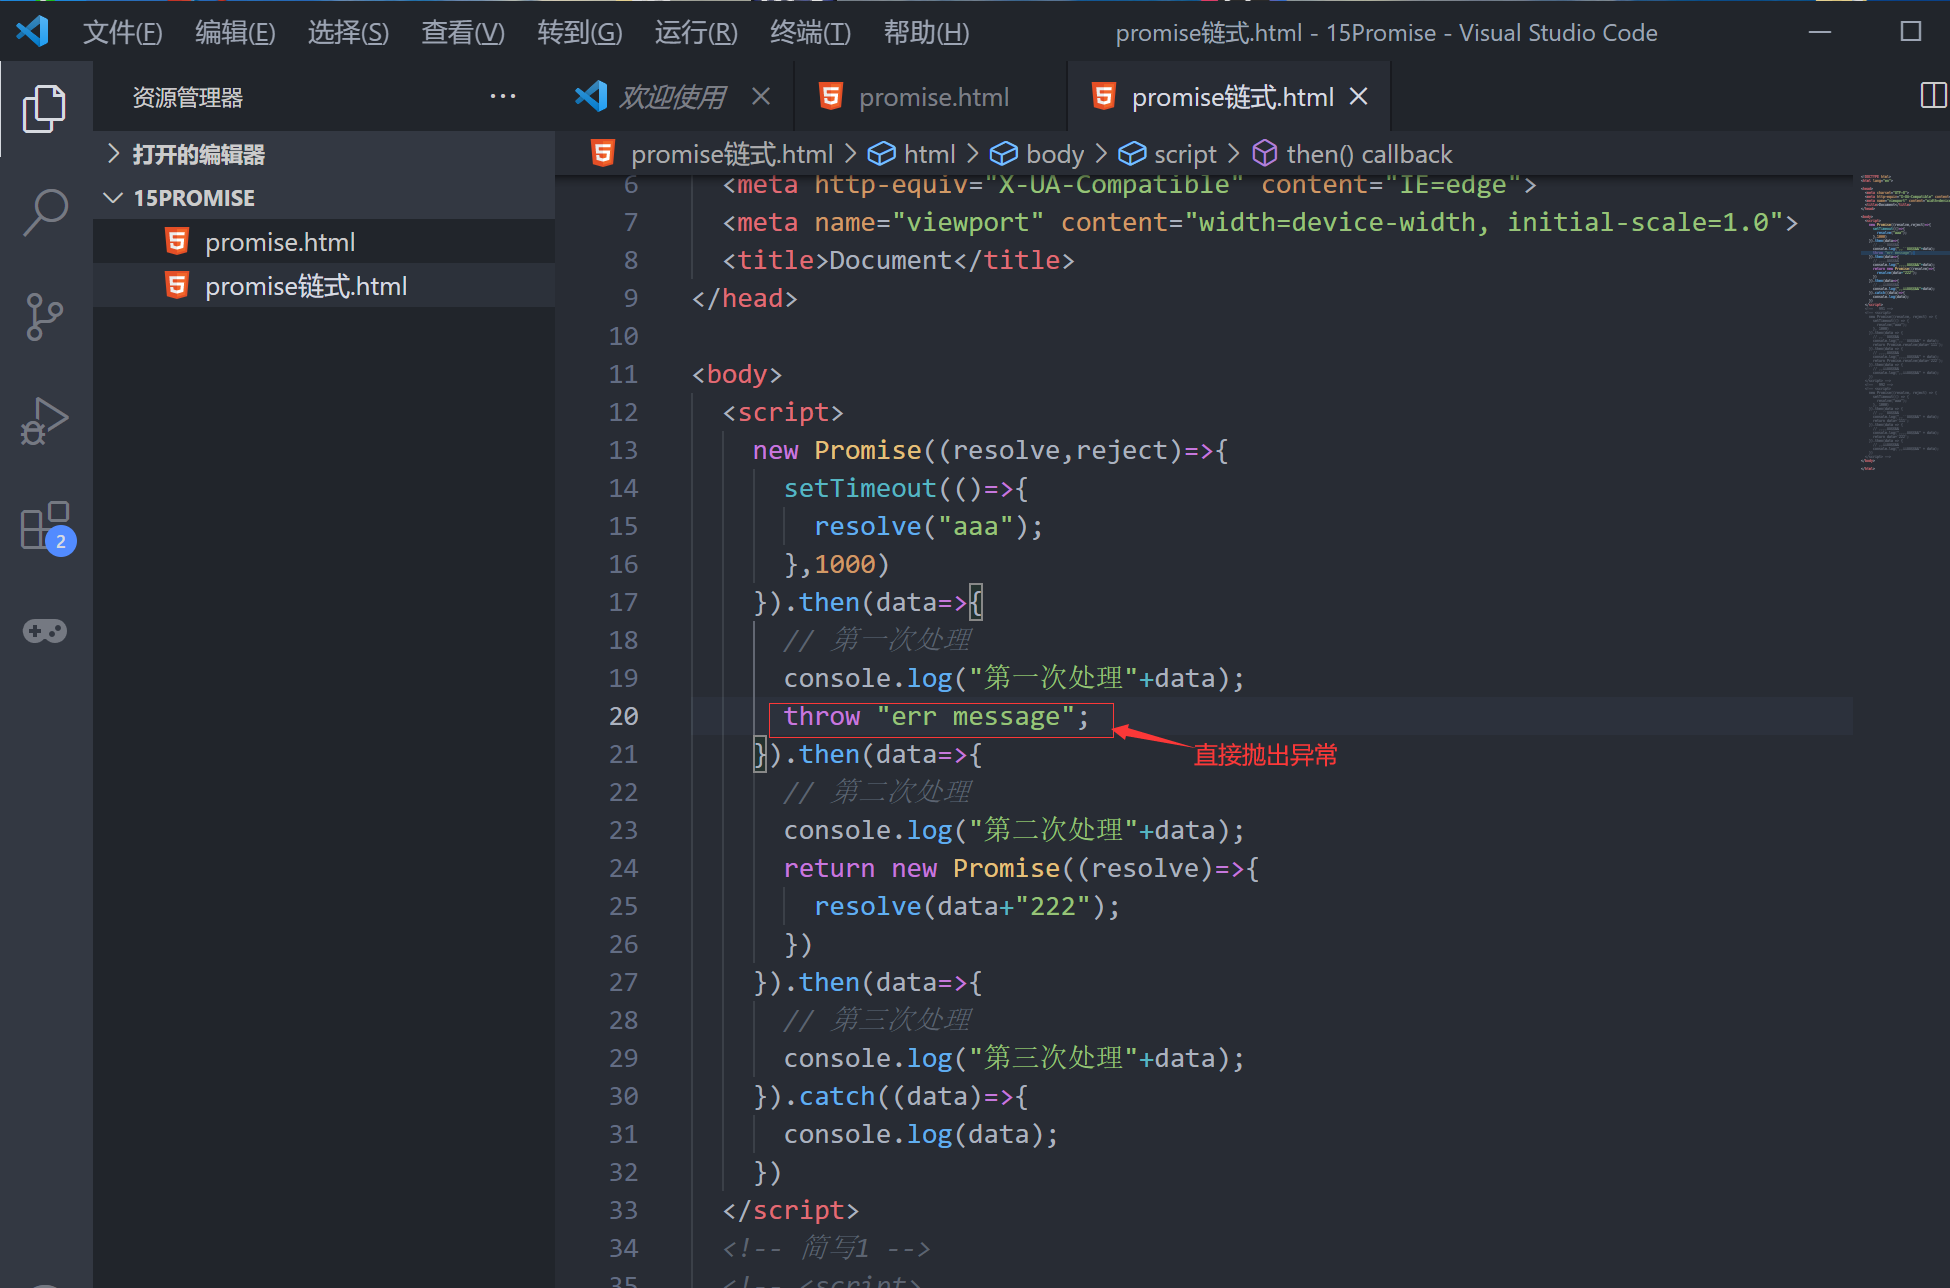 文件(F) 编辑(E) 选择(S) 查看(V) 转到(G) 运行(R) 终端(T) 帮助(H) promise链式.html - 15Promise - Visual Studio Code
资源管理器
欢迎使用
promise.html
promise链式.html
打开的编辑器
15PROMISE
promise.html
promise链式.html
2
promise链式.html > html > body > script > then() callback
6 <meta http-equiv="X-UA-Compatible" content="IE=edge">
7 <meta name="viewport" content="width=device-width, initial-scale=1.0">
8 <title>Document</title>
9 </head>
10
11 <body>
12 <script>
13 new Promise((resolve,reject)=>{
14 setTimeout(()=>{
15 resolve("aaa");
16 },1000)
17 }).then(data=>{
18 // 第一次处理
19 console.log("第一次处理"+data);
20 throw "err message";
直接抛出异常
21 }).then(data=>{
22 // 第二次处理
23 console.log("第二次处理"+data);
24 return new Promise((resolve)=>{
25 resolve(data+"222");
26 })
27 }).then(data=>{
28 // 第三次处理
29 console.log("第三次处理"+data);
30 }).catch((data)=>{
31 console.log(data);
32 })
33 </script>
34 <!-- 简写1 -->
35 <!-- <script>